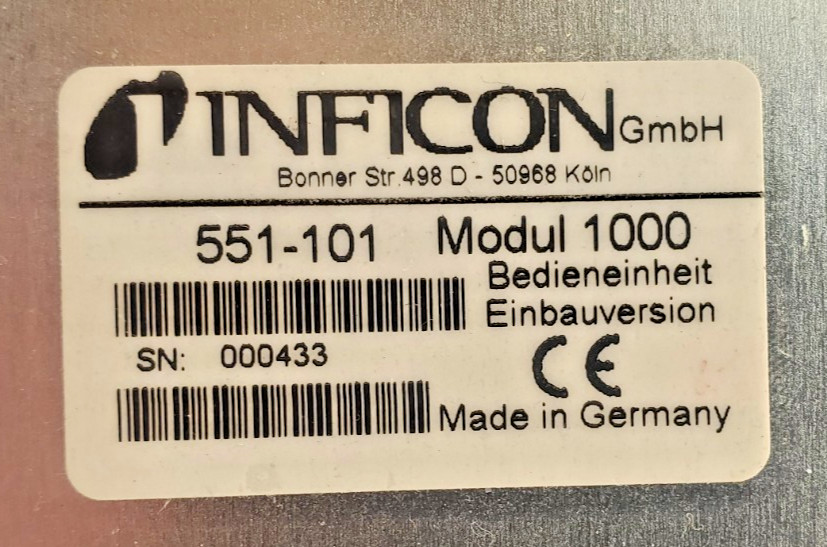 INFICON GmbH
Bonner Str.498 D - 50968 Köln
551-101 Modul 1000
Bedieneinheit
Einbauversion
SN: 000433
CE
Made in Germany